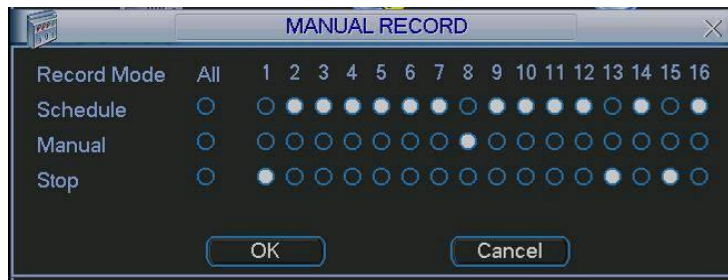 MANUAL RECORD
Record Mode All 1 2 3 4 5 6 7 8 9 10 11 12 13 14 15 16
Schedule
Manual
Stop
OK Cancel